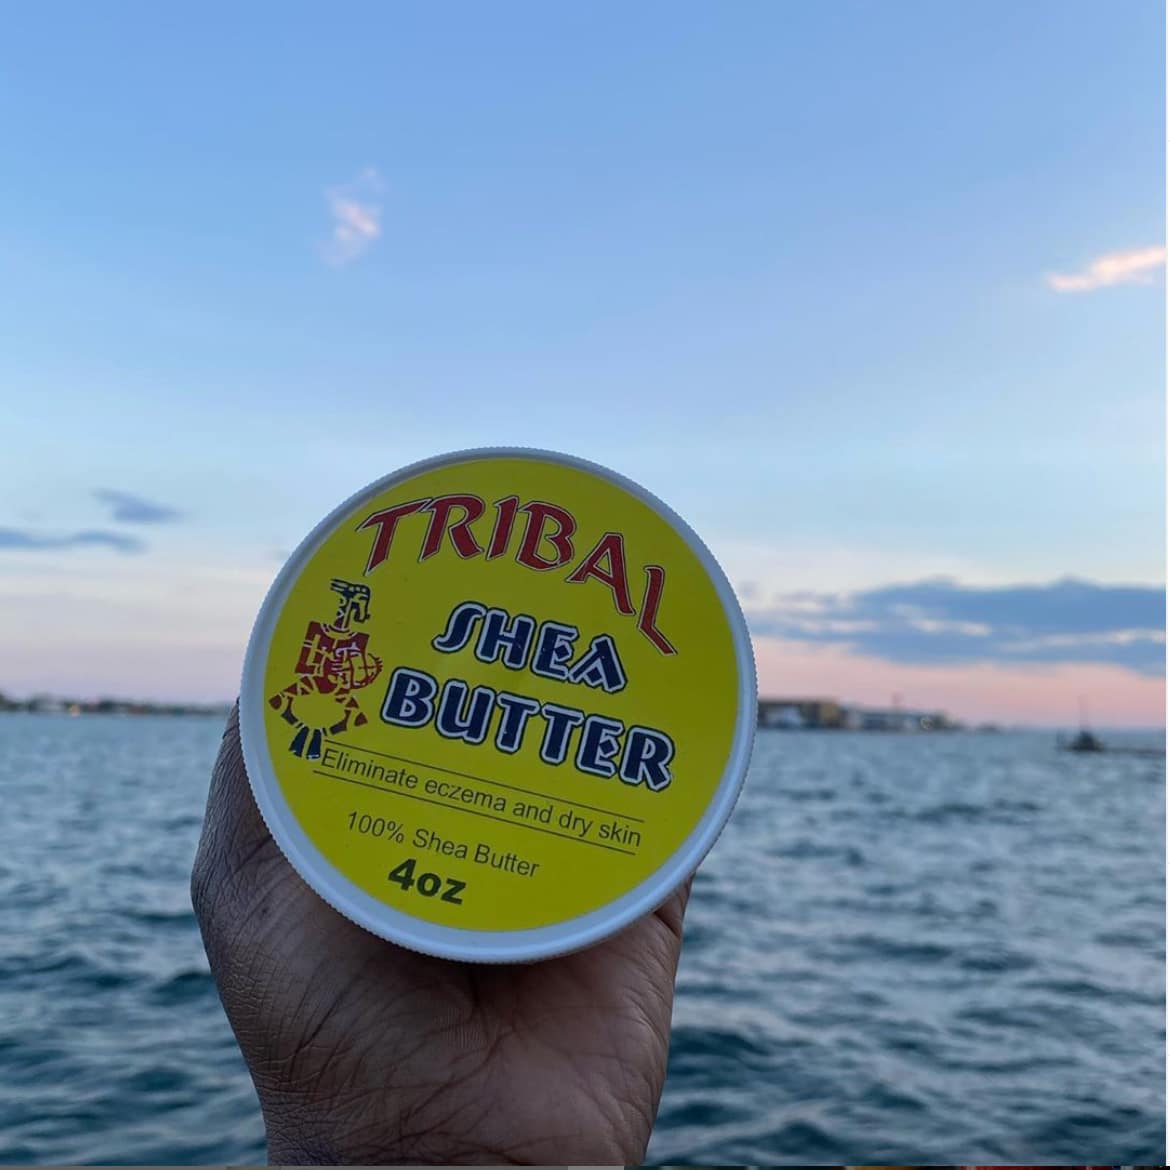 TRIBAL
SHEA
BUTTER
Eliminate eczema and dry skin
100% Shea Butter
4oz